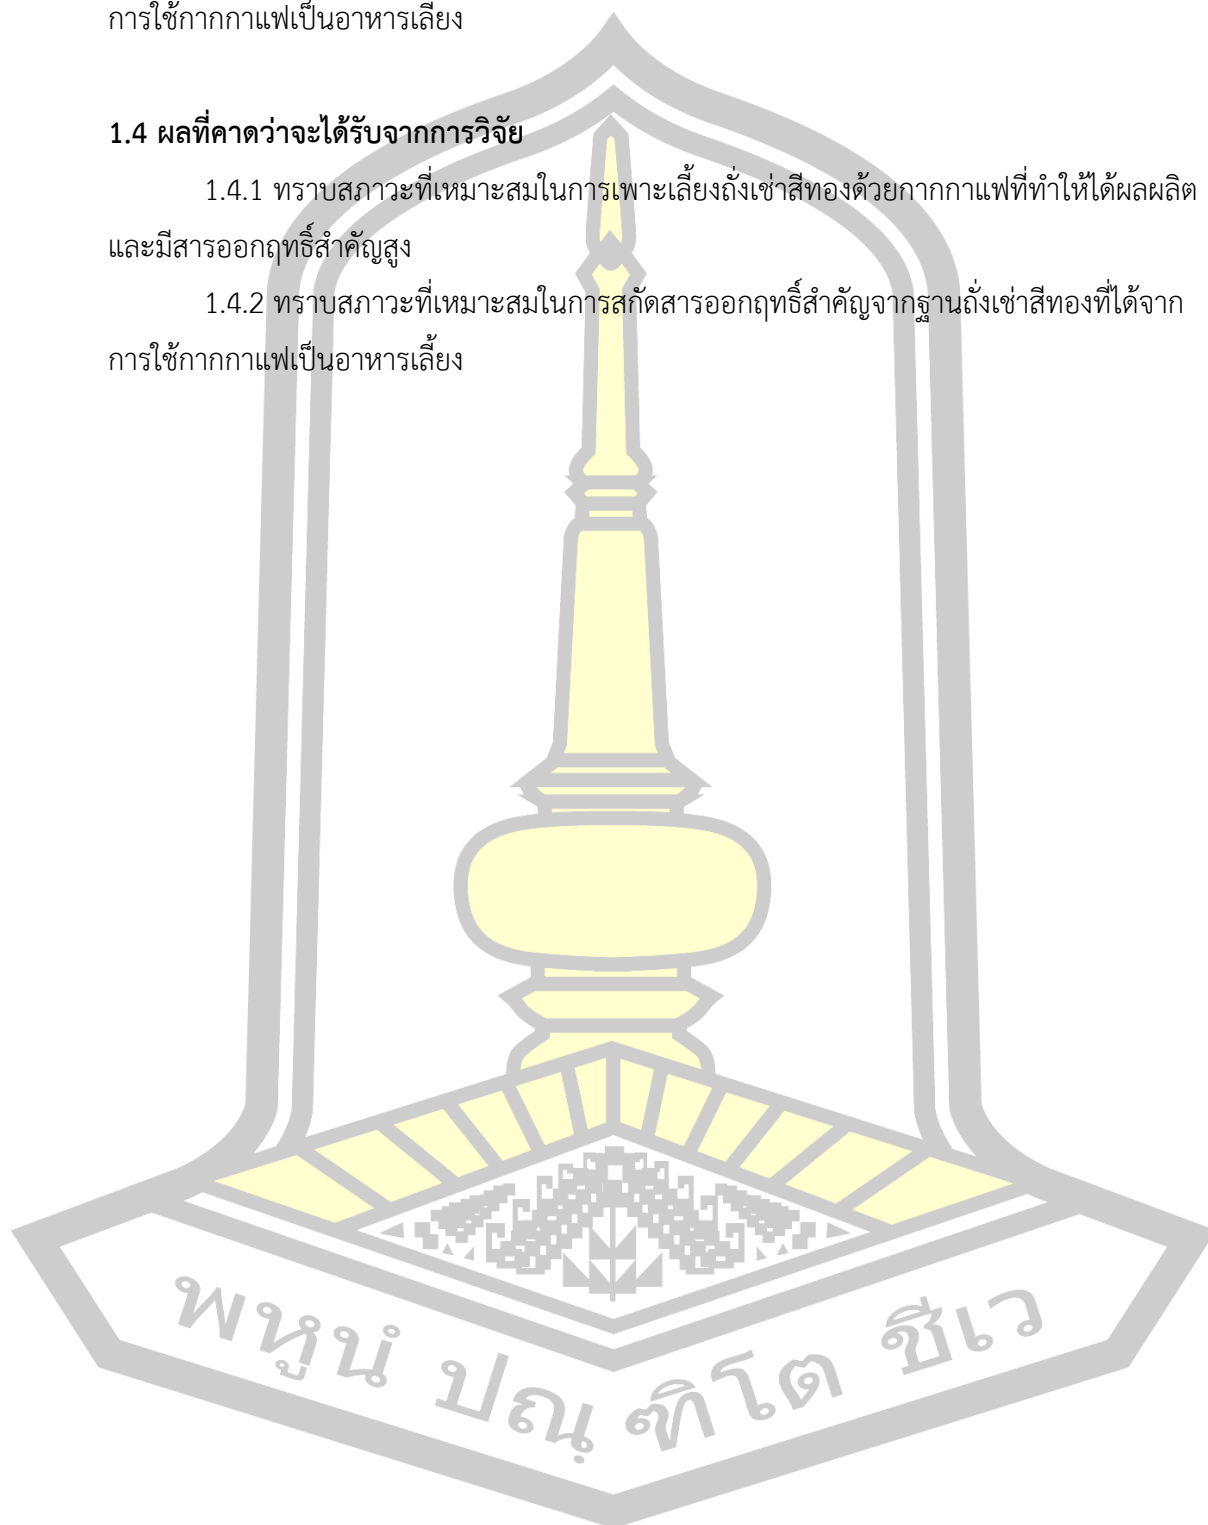 การใช้กากกาแฟเป็นอาหารเลี้ยง
1.4 ผลที่คาดว่าจะได้รับจากการวิจัย
1.4.1 ทราบสภาวะที่เหมาะสมในการเพาะเลี้ยงถั่งเช่าสีทองด้วยกากกาแฟที่ทำให้ได้ผลผลิต
และมีสารออกฤทธิ์สำคัญสูง
1.4.2 ทราบสภาวะที่เหมาะสมในการสกัดสารออกฤทธิ์สำคัญจากฐานถั่งเช่าสีทองที่ได้จาก
การใช้กากกาแฟเป็นอาหารเลี้ยง
พหูนํ ปณฺฑิโต ชีเว